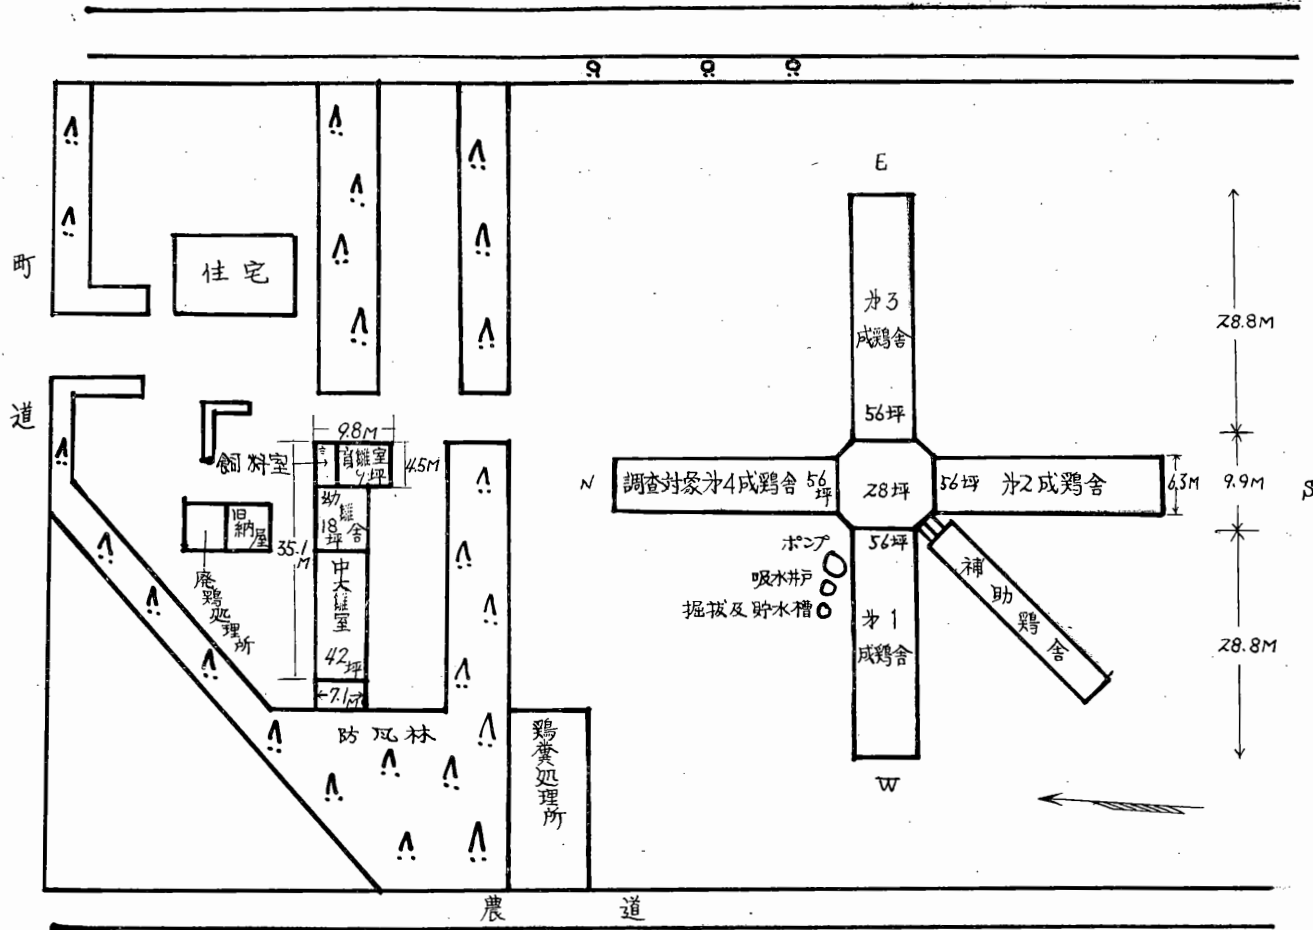 町
道
住宅
飼料室
9.8M
育雛室
9坪
4.5M
幼雛舎
18坪
35.1M
中大雛室
42坪
7.1M
旧納屋
廃鶏処理所
防風林
鶏糞処理所
農道
E
才3
成鶏舎
56坪
N
調査対象才4成鶏舎
56坪
28坪
56坪
才2成鶏舎
6.3M
S
56坪
才1
成鶏舎
W
ポンプ
吸水井戸
掘抜及貯水槽
補助鶏舎
28.8M
9.9M
28.8M